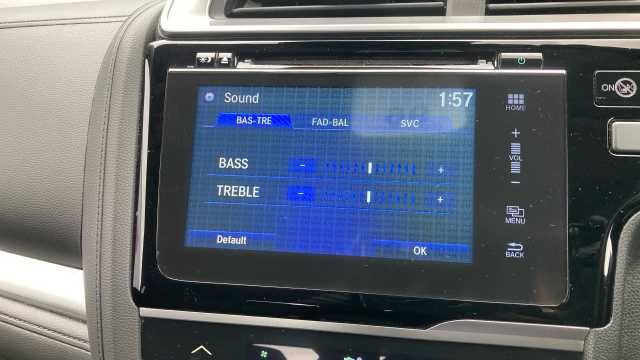 Sound 1:57
BAS-TRE FAD-BAL SVC
BASS - +
TREBLE - +
Default OK
HOME
+
VOL
-
MENU
BACK
ON